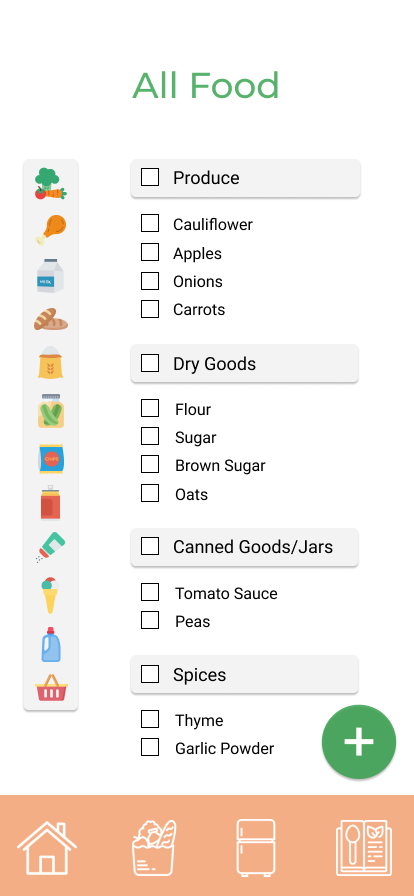 All Food
Produce
Cauliflower
Apples
Onions
Carrots
Dry Goods
Flour
Sugar
Brown Sugar
Oats
Canned Goods/Jars
Tomato Sauce
Peas
Spices
Thyme
Garlic Powder
MILK
CHIPS